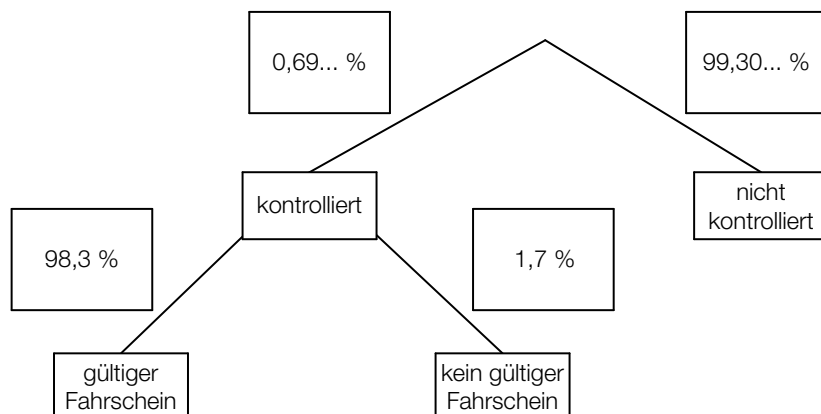 0,69... %
99,30... %
kontrolliert
nicht
kontrolliert
98,3 %
1,7 %
gültiger
Fahrschein
kein gültiger
Fahrschein